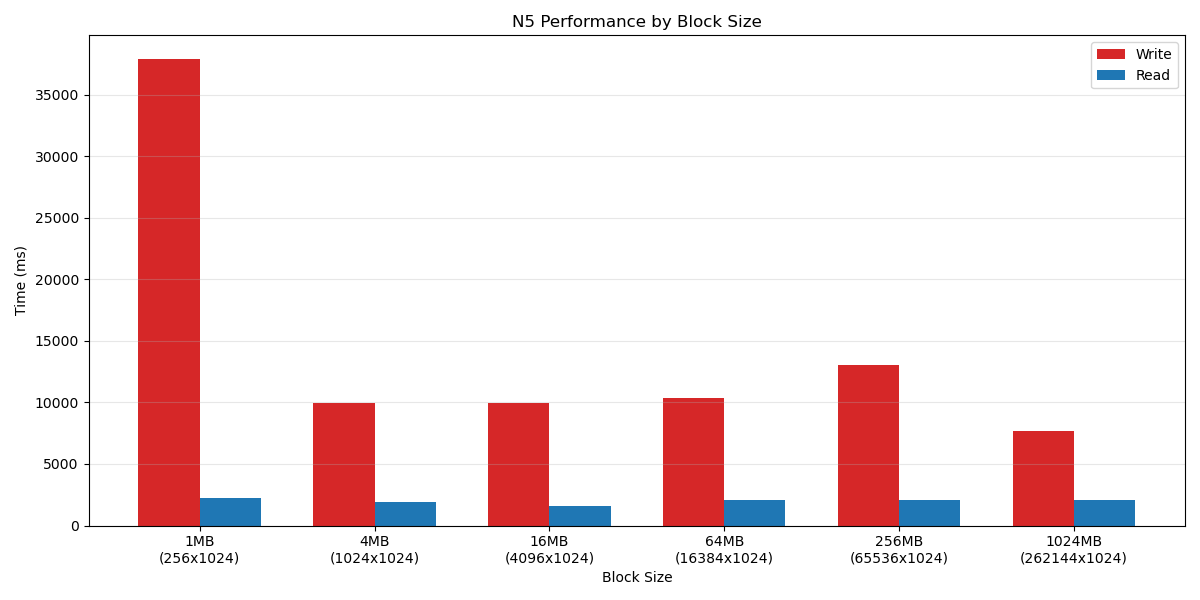 N5 Performance by Block Size
Write
Read
Time (ms)
35000
30000
25000
20000
15000
10000
5000
0
1MB
(256x1024)
4MB
(1024x1024)
16MB
(4096x1024)
64MB
(16384x1024)
256MB
(65536x1024)
1024MB
(262144x1024)
Block Size